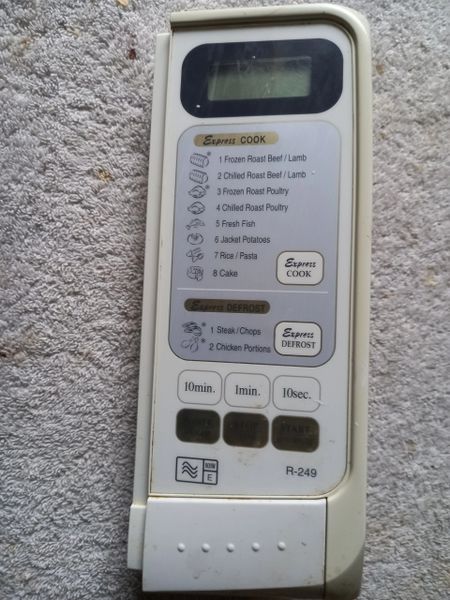 Express COOK
1 Frozen Roast Beef / Lamb
2 Chilled Roast Beef / Lamb
3 Frozen Roast Poultry
4 Chilled Roast Poultry
5 Fresh Fish
6 Jacket Potatoes
7 Rice / Pasta
8 Cake
Express
COOK
Express DEFROST
1 Steak / Chops
2 Chicken Portions
Express
DEFROST
10min. 1min. 10sec.
START
E
R-249